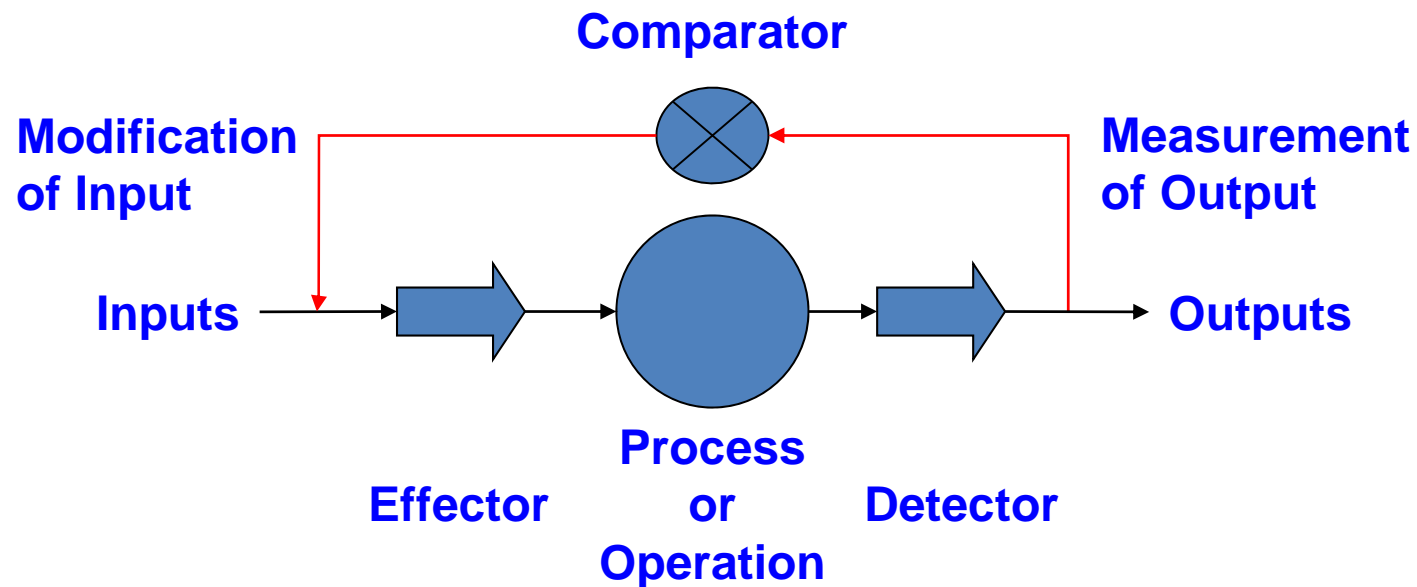 Comparator
Modification
of Input
Measurement
of Output
Inputs
Outputs
Effector
Process
or
Operation
Detector